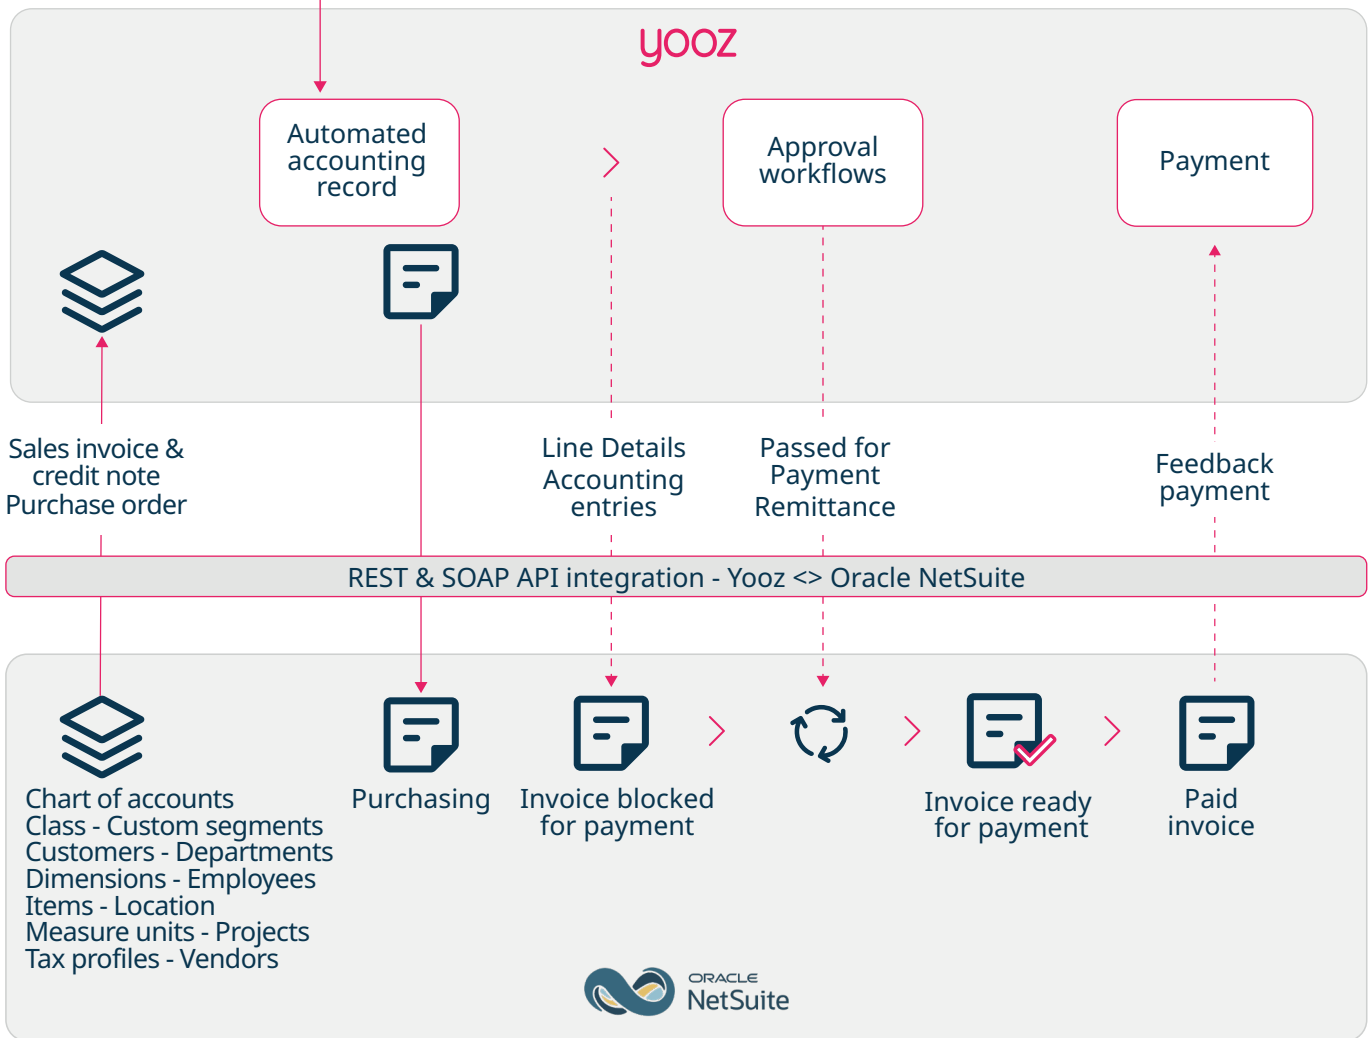 yooz
Automated
accounting
record
Approval
workflows
Payment
Sales invoice &
credit note
Purchase order
Line Details
Accounting
entries
Passed for
Payment
Remittance
Feedback
payment
REST & SOAP API integration - Yooz <> Oracle NetSuite
Chart of accounts
Class - Custom segments
Customers - Departments
Dimensions - Employees
Items - Location
Measure units - Projects
Tax profiles - Vendors
Purchasing
Invoice blocked
for payment
Invoice ready
for payment
Paid
invoice
ORACLE
NetSuite